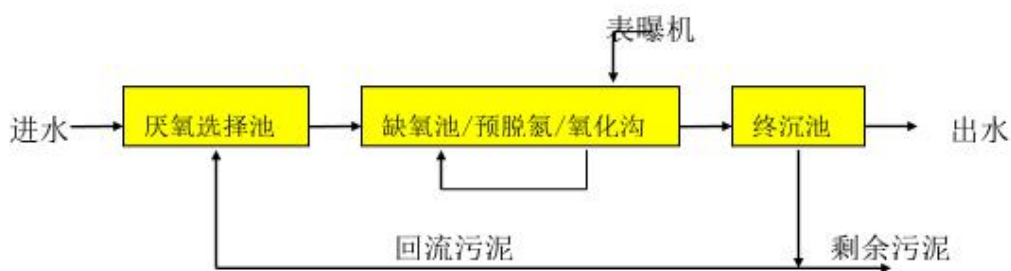 表曝机
进水
厌氧选择池
缺氧池/预脱氮/氧化沟
终沉池
出水
回流污泥
剩余污泥